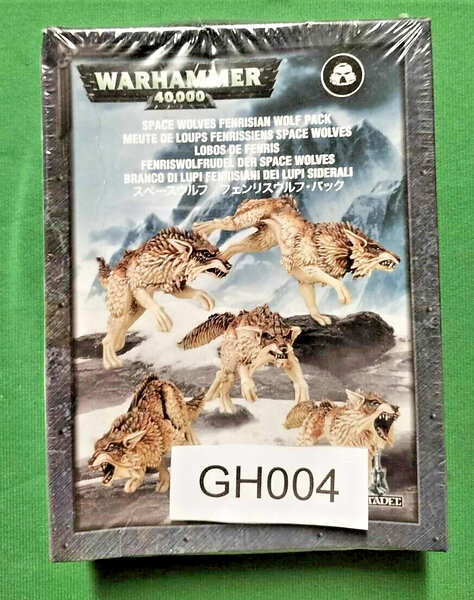 WARHAMMER
40,000
SPACE WOLVES FENRISIAN WOLF PACK
MEUTE DE LOUPS FENRISSIENS SPACE WOLVES
LOBOS DE FENRIS
FENRISWOLFRUDEL DER SPACE WOLVES
BRANCO DI LUPI FENRISIANI DEI LUPI SIDERALI
スペースウルフ フェンリスウルフ・パック
GH004